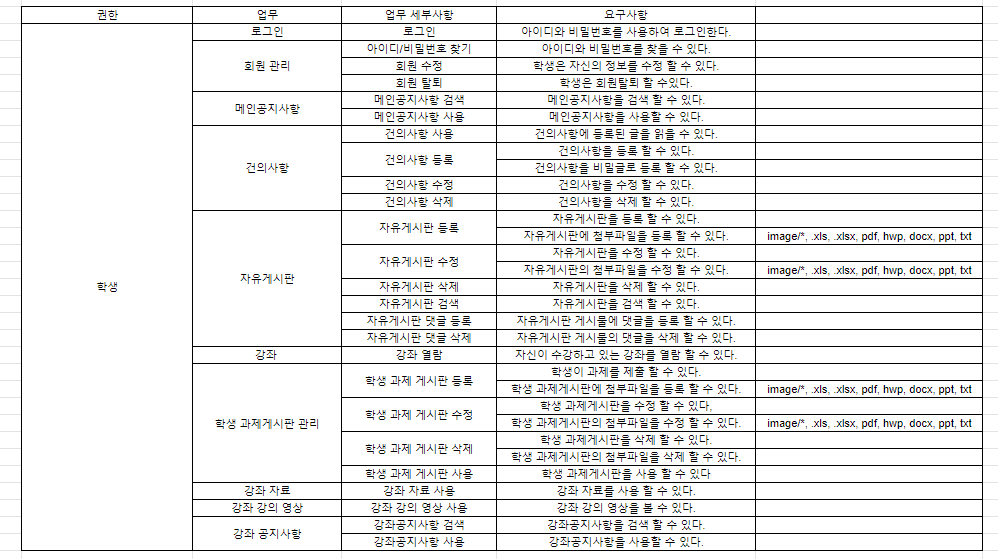 권한 업무 업무 세부사항 요구사항
로그인 로그인 아이디와 비밀번호를 사용하여 로그인한다.
아이디/비밀번호 찾기 아이디와 비밀번호를 찾을 수 있다.
회원 관리 회원 수정 학생은 자신의 정보를 수정 할 수 있다.
회원 탈퇴 학생은 회원탈퇴 할 수있다.
메인공지사항 메인공지사항 검색 메인공지사항을 검색 할 수 있다.
메인공지사항 사용 메인공지사항을 사용할 수 있다.
건의사항 사용 건의사항에 등록된 글을 읽을 수 있다.
건의사항 등록 건의사항을 등록 할 수 있다.
건의사항 건의사항을 비밀글로 등록 할 수 있다.
건의사항 수정 건의사항을 수정 할 수 있다.
건의사항 삭제 건의사항을 삭제 할 수 있다.
자유게시판 등록 자유게시판을 등록 할 수 있다.
자유게시판에 첨부파일을 등록 할 수 있다. image/*, .xls, .xlsx, pdf, hwp, docx, ppt, txt
자유게시판 수정 자유게시판을 수정할 수 있다.
자유게시판 자유게시판의 첨부파일을 수정 할 수 있다. image/*, .xls, .xlsx, pdf, hwp, docx, ppt, txt
학생 자유게시판 삭제 자유게시판을 삭제 할 수 있다.
자유게시판 검색 자유게시판을 검색할 수 있다.
자유게시판 댓글 등록 자유게시판 게시물에 댓글을 등록 할 수 있다.
자유게시판 댓글 삭제 자유게시판 게시물의 댓글을 삭제 할 수 있다.
강좌 강좌 열람 자신이 수강하고 있는 강좌를 열람 할 수 있다.
학생 과제 게시판 등록 학생이 과제를 제출 할 수 있다.
학생 과제게시판에 첨부파일을 등록 할 수 있다. image/*, .xls, .xlsx, pdf, hwp, docx, ppt, txt
학생 과제 게시판 수정 학생 과제게시판을 수정할 수 있다,
학생 과제게시판 관리 학생 과제게시판의 첨부파일을 수정 할 수 있다. image/*, .xls, .xlsx, pdf, hwp, docx, ppt, txt
학생 과제 게시판 삭제 학생 과제게시판을 삭제 할 수 있다.
학생 과제게시판의 첨부파일을 삭제 할 수 있다.
학생 과제 게시판 사용 학생 과제게시판을 사용할 수 있다
강좌 자료 강좌 자료 사용 강좌 자료를 사용 할 수 있다.
강좌 강의 영상 강좌 강의 영상 사용 강좌 강의 영상을 볼 수 있다.
강좌 공지사항 강좌공지사항 검색 강좌공지사항을 검색 할 수 있다.
강좌공지사항 사용 강좌공지사항을 사용할 수 있다.